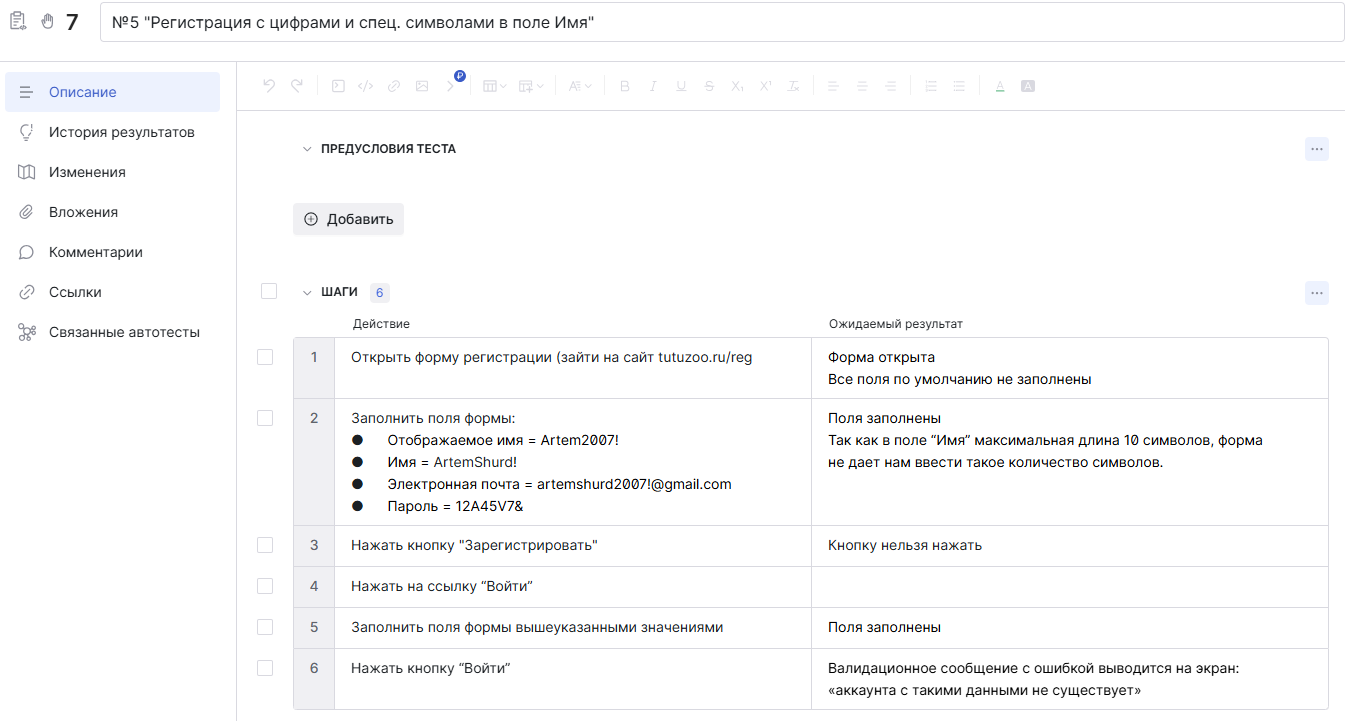 7
№5 "Регистрация с цифрами и спец. символами в поле Имя"
Описание
История результатов
Изменения
Вложения
Комментарии
Ссылки
Связанные автотесты
ПРЕДУСЛОВИЯ ТЕСТА
Добавить
ШАГИ 6
Действие
Ожидаемый результат
1
Открыть форму регистрации (зайти на сайт tutuzoo.ru/reg
Форма открыта
Все поля по умолчанию не заполнены
2
Заполнить поля формы:
● Отображаемое имя = Artem2007!
● Имя = ArtemShurd!
● Электронная почта = artemshurd2007!@gmail.com
● Пароль = 12A45V7&
Поля заполнены
Так как в поле “Имя” максимальная длина 10 символов, форма
не дает нам ввести такое количество символов.
3
Нажать кнопку "Зарегистрировать"
Кнопку нельзя нажать
4
Нажать на ссылку “Войти”
5
Заполнить поля формы вышеуказанными значениями
Поля заполнены
6
Нажать кнопку “Войти”
Валидационное сообщение с ошибкой выводится на экран:
«аккаунта с такими данными не существует»